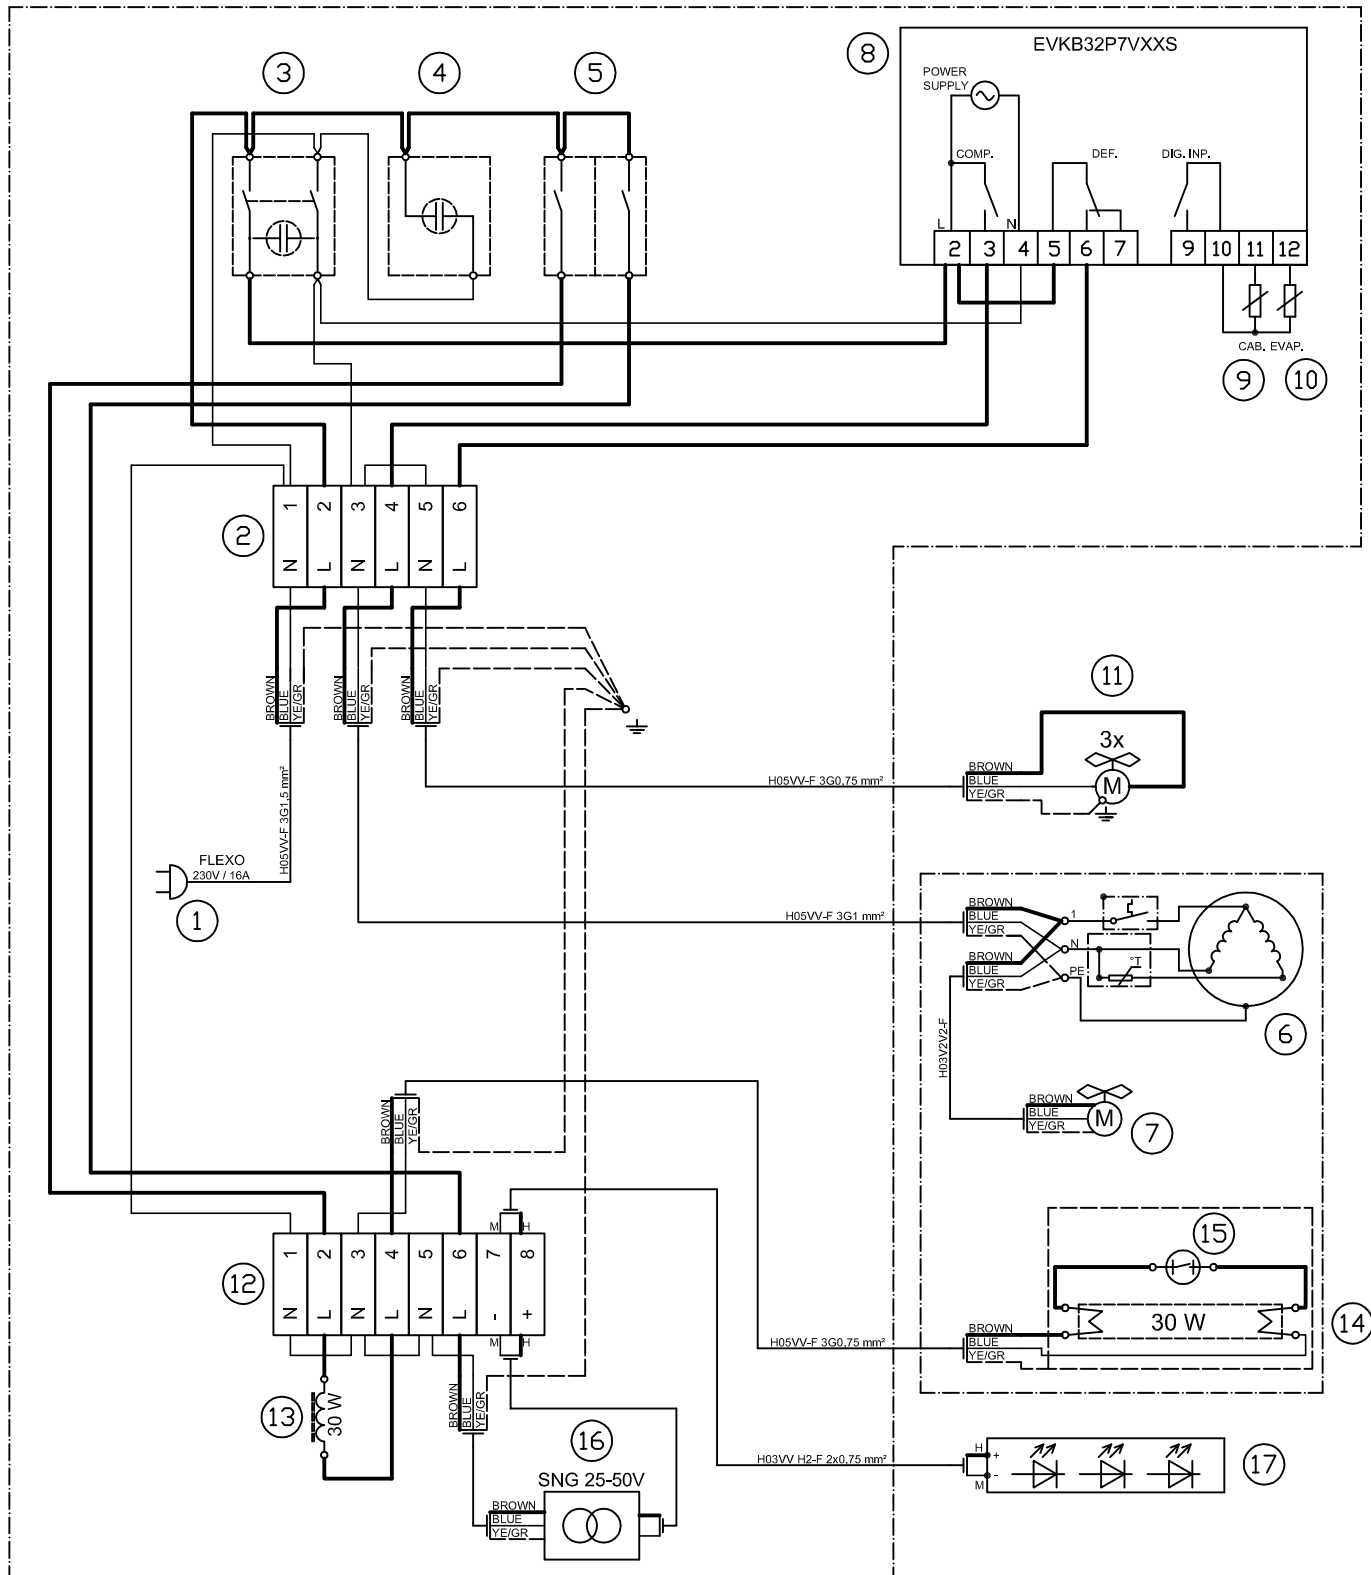 3
4
5
8
EVKB32P7VXXS
POWER
SUPPLY
COMP.
DEF.
DIG. INP.
L
N
2
3
4
5
6
7
9
10
11
12
CAB.
EVAP.
9
10
2
1
2
3
4
5
6
N
L
N
L
N
L
BROWN
BLUE
YE/GR
BROWN
BLUE
YE/GR
BROWN
BLUE
YE/GR
11
3x
BROWN
BLUE
YE/GR
M
H05VV-F 3G0,75 mm²
H05VV-F 3G1,5 mm²
FLEXO
230V / 16A
1
H05VV-F 3G1 mm²
BROWN
BLUE
YE/GR
BROWN
BLUE
YE/GR
1
N
PE
°T
6
H03V2V2-F
BROWN
BLUE
YE/GR
M
7
BROWN
BLUE
YE/GR
M
H
12
1
2
3
4
5
6
7
8
N
L
N
L
N
L
-
+
M
H
15
30 W
14
H05VV-F 3G0,75 mm²
BROWN
BLUE
YE/GR
13
30 W
BROWN
BLUE
YE/GR
16
SNG 25-50V
BROWN
BLUE
YE/GR
H03VV H2-F 2x0,75 mm²
H
+
-
M
17